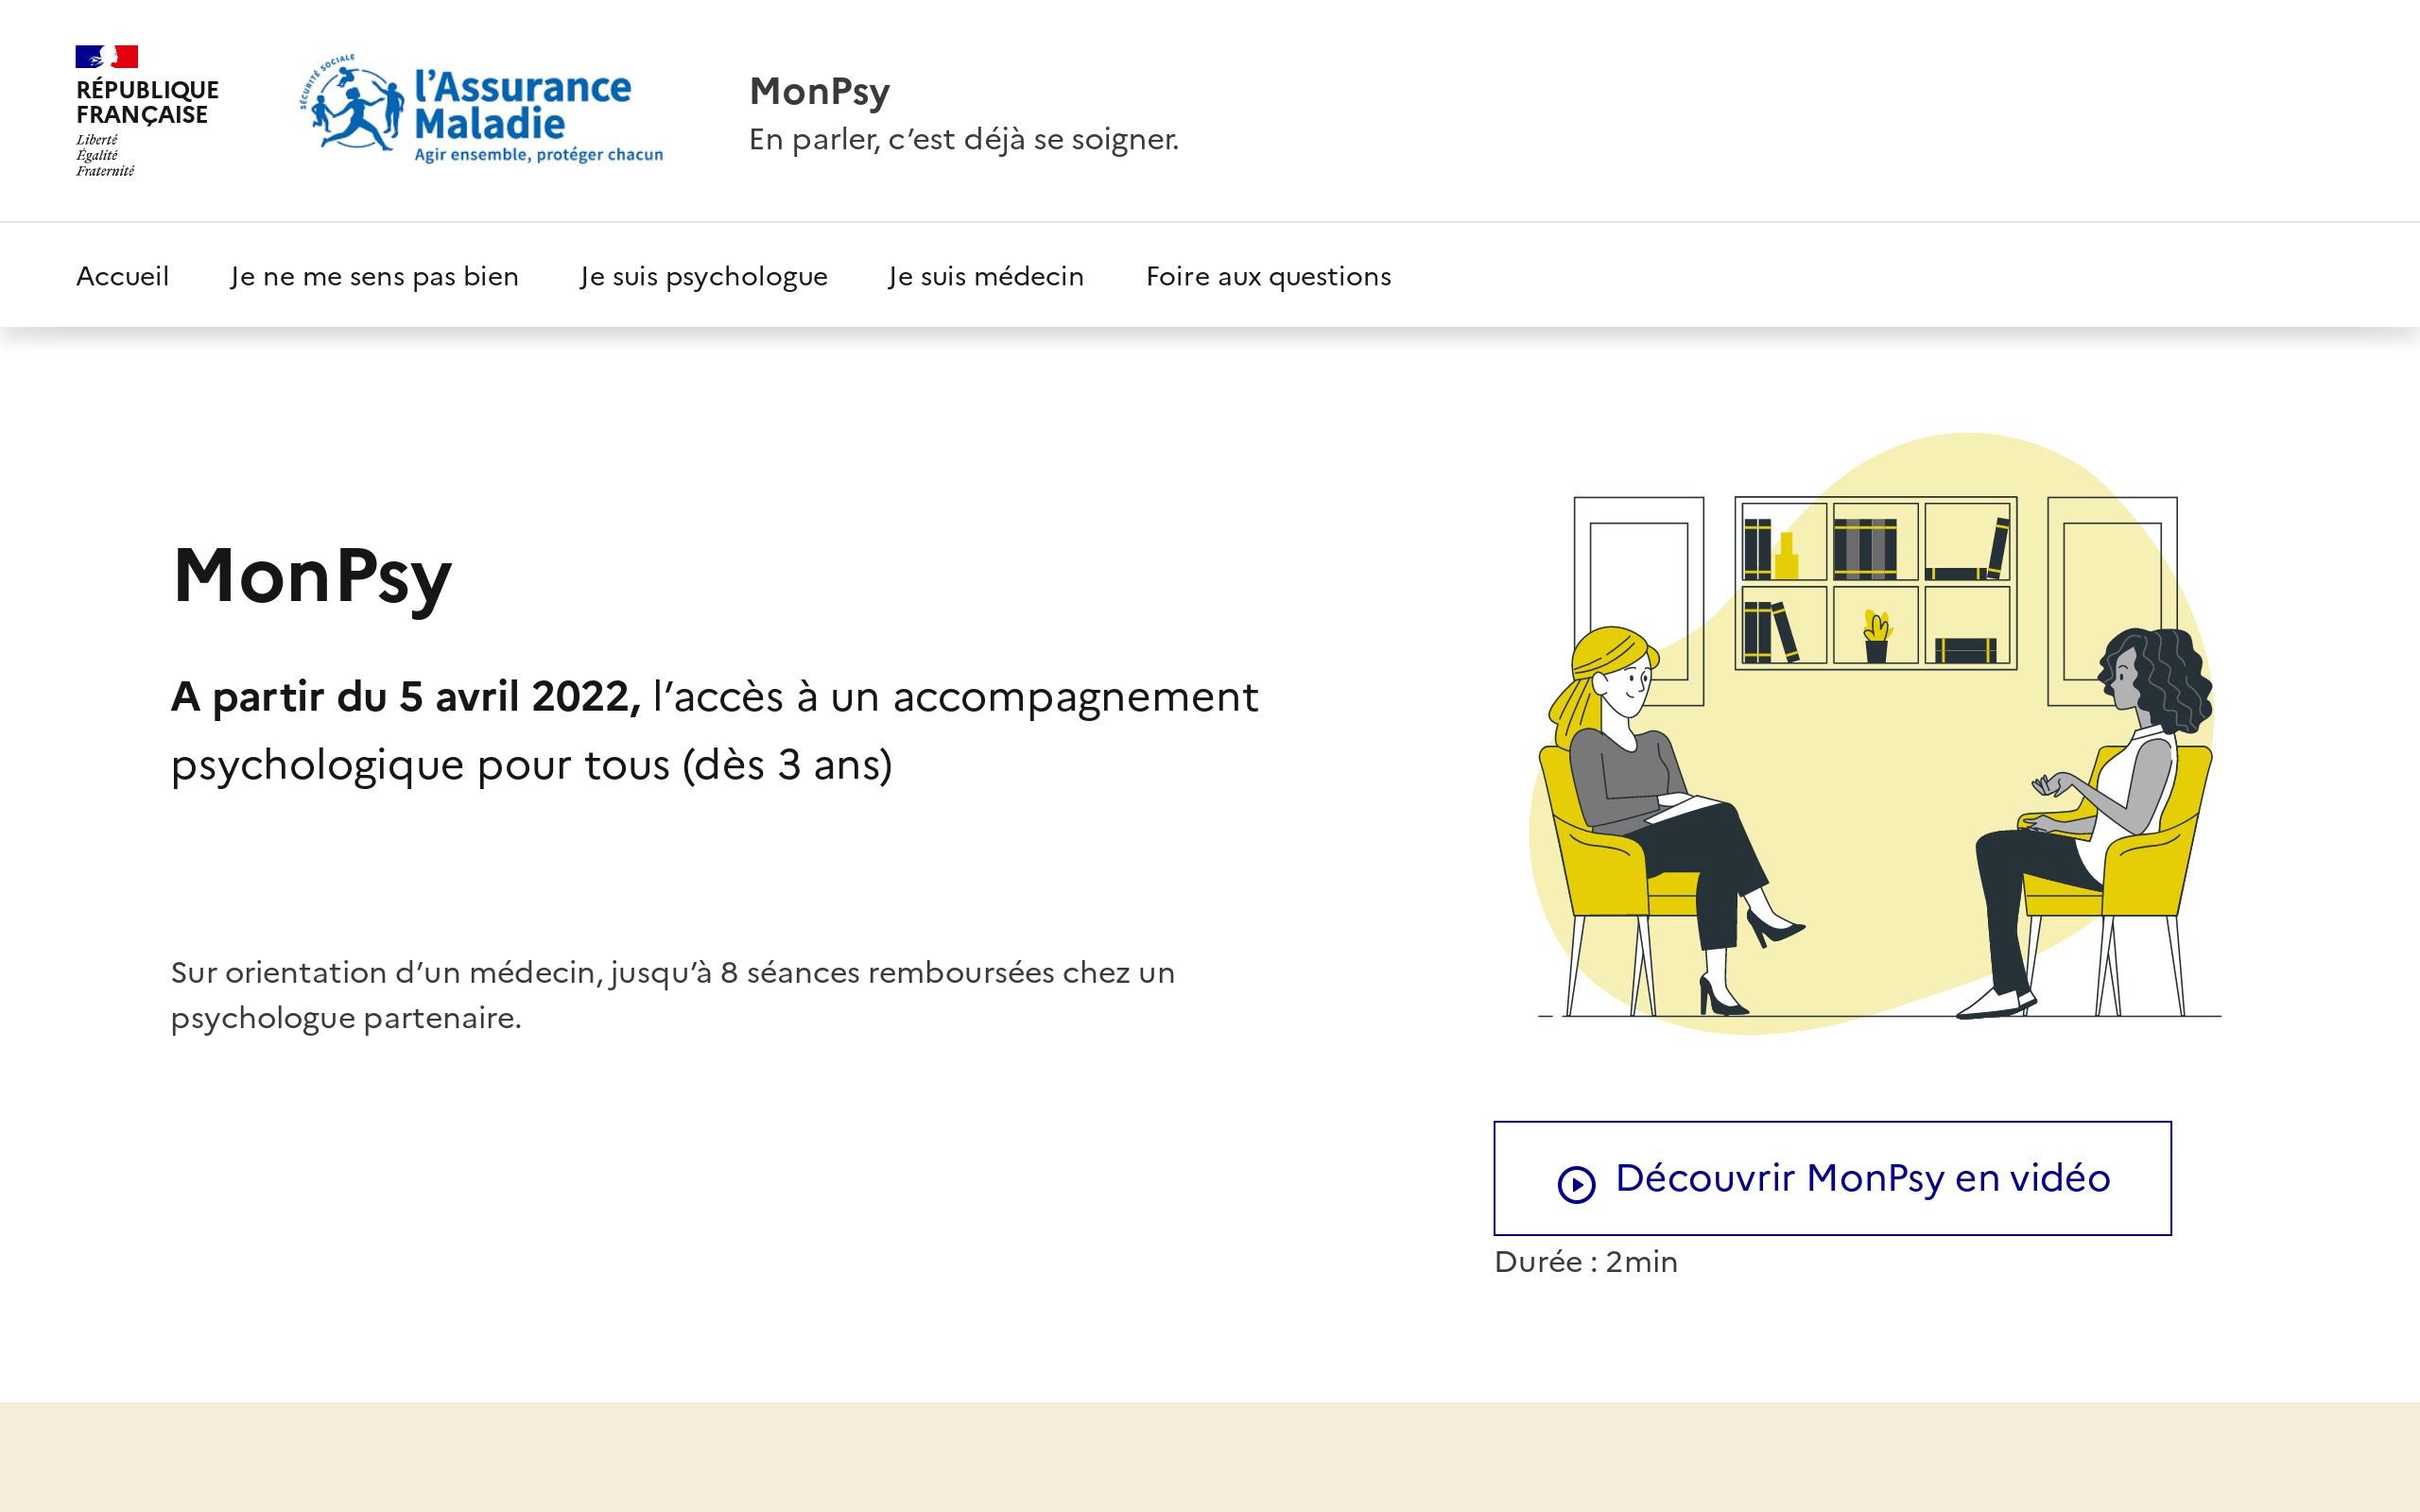 RÉPUBLIQUE
FRANÇAISE
Liberté
Égalité
Fraternité
SÉCURITÉ SOCIALE
l’Assurance
Maladie
Agir ensemble, protéger chacun
MonPsy
En parler, c’est déjà se soigner.
Accueil
Je ne me sens pas bien
Je suis psychologue
Je suis médecin
Foire aux questions
MonPsy
A partir du 5 avril 2022, l’accès à un accompagnement
psychologique pour tous (dès 3 ans)
Sur orientation d’un médecin, jusqu’à 8 séances remboursées chez un
psychologue partenaire.
Découvrir MonPsy en vidéo
Durée : 2min